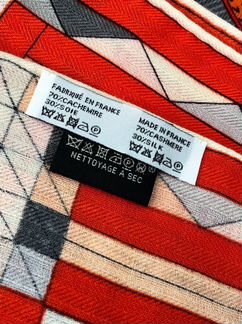 FABRIQUÉ EN FRANCE
70%CACHEMIRE
30%SOIE
MADE IN FRANCE
70%CASHMERE
30%SILK
NETTOYAGE À SEC